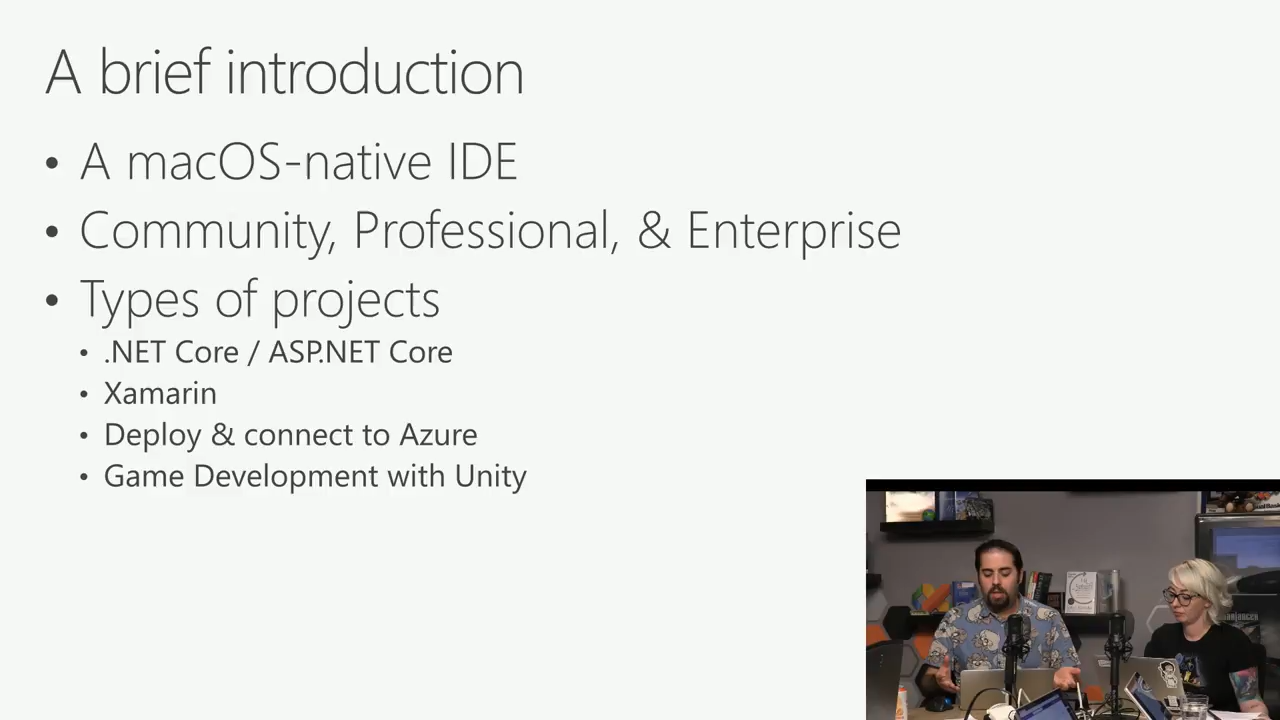 A brief introduction
• A macOS-native IDE
• Community, Professional, & Enterprise
• Types of projects
• .NET Core / ASP.NET Core
• Xamarin
• Deploy & connect to Azure
• Game Development with Unity